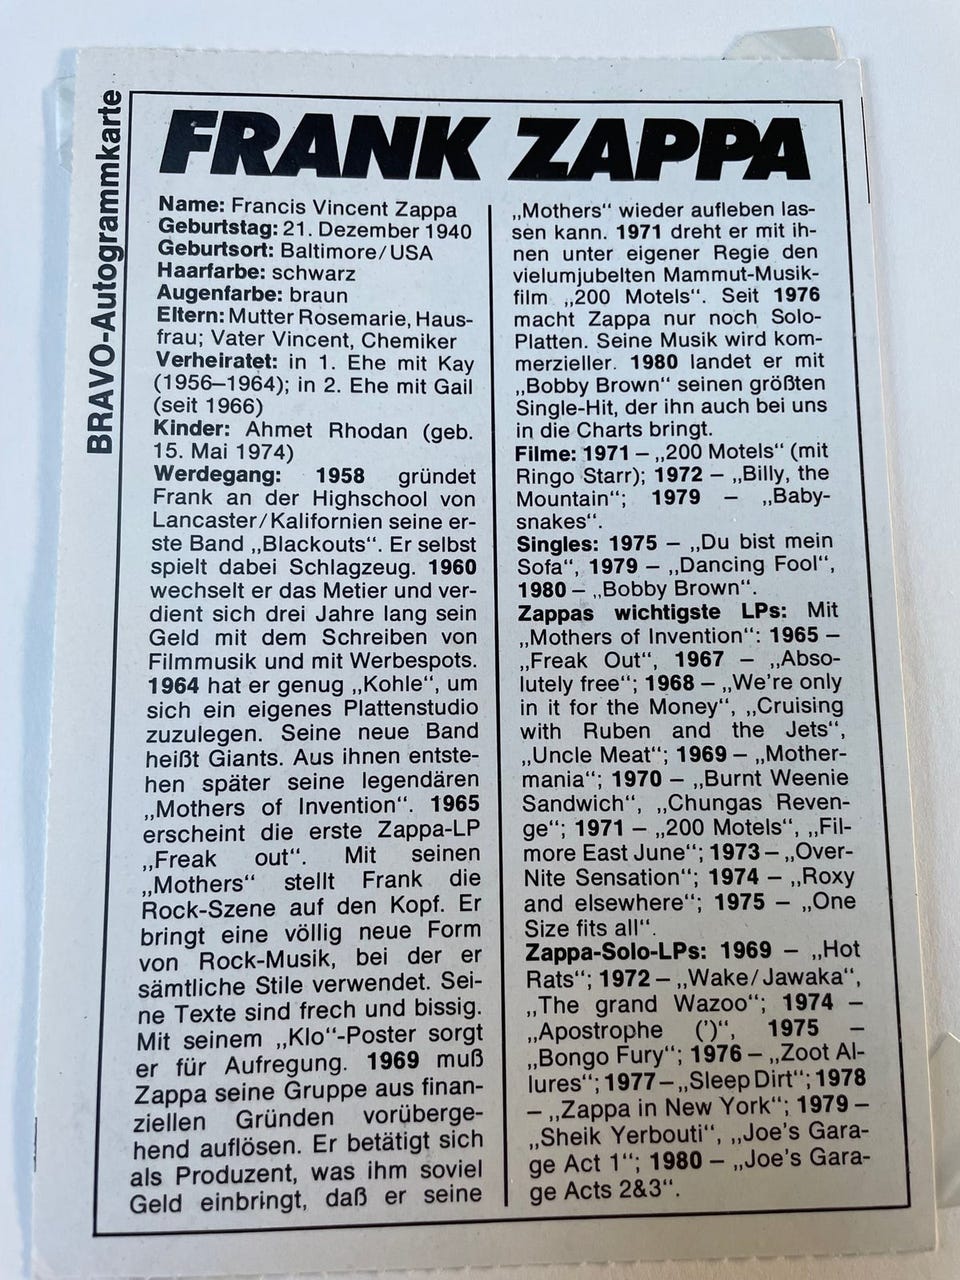 BRAVO-Autogrammkarte
FRANK ZAPPA
Name: Francis Vincent Zappa
Geburtstag: 21. Dezember 1940
Geburtsort: Baltimore/USA
Haarfarbe: schwarz
Augenfarbe: braun
Eltern: Mutter Rosemarie, Haus-
frau; Vater Vincent, Chemiker
Verheiratet: in 1. Ehe mit Kay
(1956–1964); in 2. Ehe mit Gail
(seit 1966)
Kinder: Ahmet Rhodan (geb.
15. Mai 1974)
Werdegang: 1958 gründet
Frank an der Highschool von
Lancaster/Kalifornien seine er-
ste Band „Blackouts“. Er selbst
spielt dabei Schlagzeug. 1960
wechselt er das Metier und ver-
dient sich drei Jahre lang sein
Geld mit dem Schreiben von
Filmmusik und mit Werbespots.
1964 hat er genug „Kohle“, um
sich ein eigenes Plattenstudio
zuzulegen. Seine neue Band
heißt Giants. Aus ihnen entste-
hen später seine legendären
„Mothers of Invention“. 1965
erscheint die erste Zappa-LP
„Freak out“. Mit seinen
„Mothers“ stellt Frank die
Rock-Szene auf den Kopf. Er
bringt eine völlig neue Form
von Rock-Musik, bei der er
sämtliche Stile verwendet. Sei-
ne Texte sind frech und bissig.
Mit seinem „Klo“-Poster sorgt
er für Aufregung. 1969 muß
Zappa seine Gruppe aus finan-
ziellen Gründen vorüberge-
hend auflösen. Er betätigt sich
als Produzent, was ihm soviel
Geld einbringt, daß er seine
„Mothers“ wieder aufleben las-
sen kann. 1971 dreht er mit ih-
nen unter eigener Regie den
vielumjubelten Mammut-Musik-
film „200 Motels“. Seit 1976
macht Zappa nur noch Solo-
Platten. Seine Musik wird kom-
merzieller. 1980 landet er mit
„Bobby Brown“ seinen größten
Single-Hit, der ihn auch bei uns
in die Charts bringt.
Filme: 1971 – „200 Motels“ (mit
Ringo Starr); 1972 – „Billy, the
Mountain“; 1979 – „Baby-
snakes“.
Singles: 1975 – „Du bist mein
Sofa“, 1979 – „Dancing Fool“,
1980 – „Bobby Brown“.
Zappas wichtigste LPs: Mit
„Mothers of Invention“: 1965 –
„Freak Out“, 1967 – „Abso-
lutely free“; 1968 – „We're only
in it for the Money“, „Cruising
with Ruben and the Jets“,
„Uncle Meat“; 1969 – „Mother-
mania“; 1970 – „Burnt Weenie
Sandwich“, „Chungas Reven-
ge“; 1971 – „200 Motels“, „Fil-
more East June“; 1973 – „Over-
Nite Sensation“; 1974 – „Roxy
and elsewhere“; 1975 – „One
Size fits all“.
Zappa-Solo-LPs: 1969 – „Hot
Rats“; 1972 – „Wake/Jawaka“,
„The grand Wazoo“; 1974 –
„Apostrophe (')“, 1975 –
„Bongo Fury“; 1976 – „Zoot Al-
lures“; 1977 – „Sleep Dirt“; 1978
– „Zappa in New York“; 1979 –
„Sheik Yerbouti“, „Joe's Gara-
ge Act 1“; 1980 – „Joe's Gara-
ge Acts 2&3“.